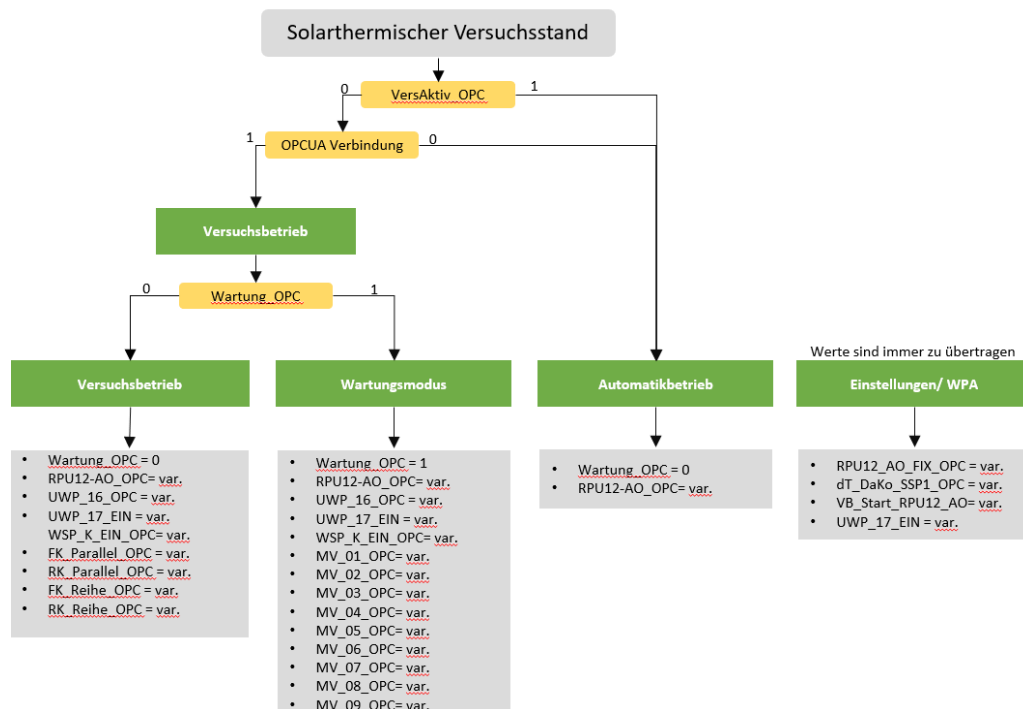 Solarthermischer Versuchsstand
0
VersAktiv_OPC
1
1
OPCUA Verbindung
0
Versuchsbetrieb
0
Wartung_OPC
1
Werte sind immer zu übertragen
Versuchsbetrieb
Wartungsmodus
Automatikbetrieb
Einstellungen/ WPA
• Wartung_OPC = 0
• RPU12-AO_OPC= var.
• UWP_16_OPC = var.
• UWP_17_EIN = var.
WSP_K_EIN_OPC= var.
• FK_Parallel_OPC = var.
• RK_Parallel_OPC = var.
• FK_Reihe_OPC = var.
• RK_Reihe_OPC = var.
• Wartung_OPC = 1
• RPU12-AO_OPC= var.
• UWP_16_OPC = var.
• UWP_17_EIN = var.
• WSP_K_EIN_OPC= var.
• MV_01_OPC= var.
• MV_02_OPC= var.
• MV_03_OPC= var.
• MV_04_OPC= var.
• MV_05_OPC= var.
• MV_06_OPC= var.
• MV_07_OPC= var.
• MV_08_OPC= var.
• MV_09_OPC= var.
• Wartung_OPC = 0
• RPU12-AO_OPC= var.
• RPU12_AO_FIX_OPC = var.
• dT_DaKo_SSP1_OPC = var.
• VB_Start_RPU12_AO= var.
• UWP_17_EIN = var.